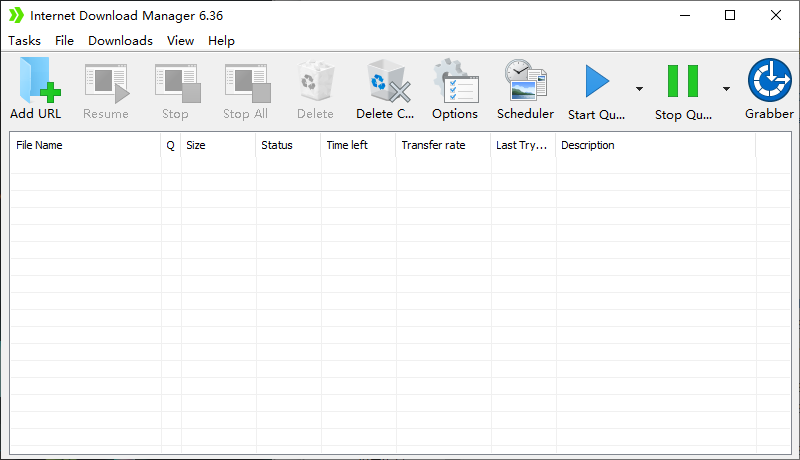 Internet Download Manager 6.36
Tasks File Downloads View Help
Add URL Resume Stop Stop All Delete Delete C... Options Scheduler Start Qu... Stop Qu... Grabber
File Name Q Size Status Time left Transfer rate Last Try... Description